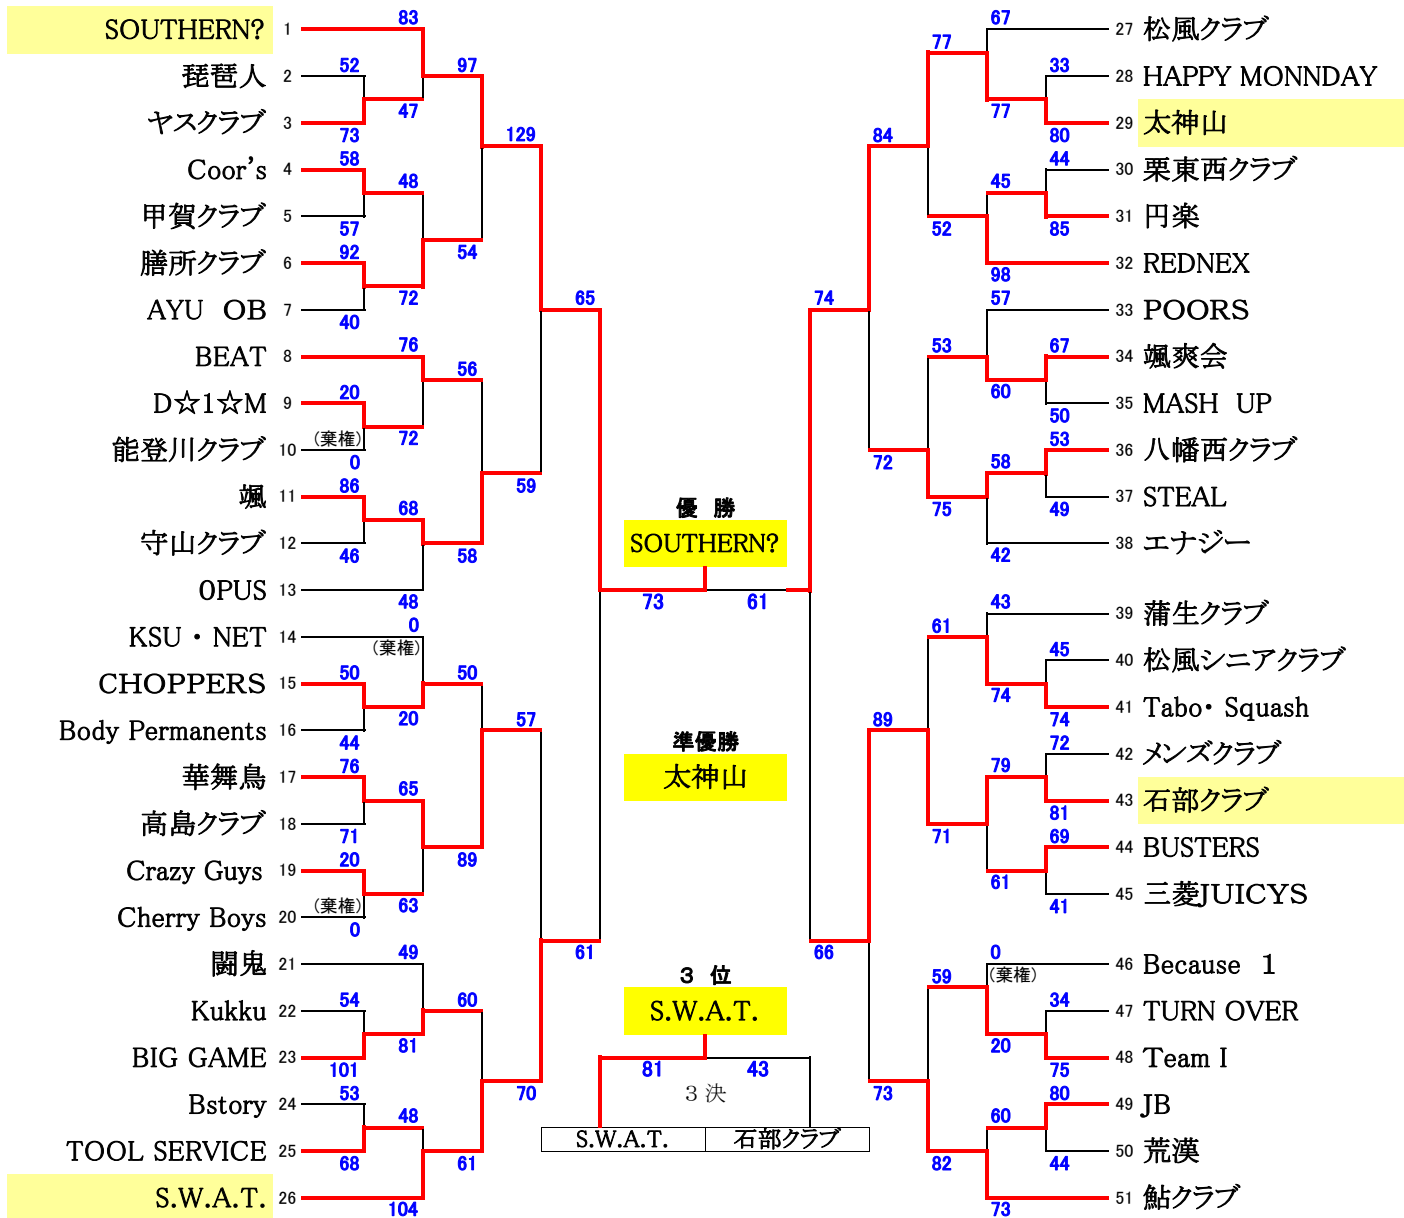 SOUTHERN? 1 83
琵琶人 2 52
ヤスクラブ 3 73
47
97
Coor's 4 58
甲賀クラブ 5 57
48
膳所クラブ 6 92
AYU OB 7 40
72
54
129
BEAT 8 76
D☆1☆M 9 20
能登川クラブ 10 (棄権) 0
72
56
颯 11 86
守山クラブ 12 46
68
OPUS 13 48
58
59
65
KSU・NET 14 0 (棄権)
CHOPPERS 15 50
Body Permanents 16 44
20
50
華舞鳥 17 76
高島クラブ 18 71
65
Crazy Guys 19 20
Cherry Boys 20 (棄権) 0
63
89
57
闘鬼 21 49
Kukku 22 54
BIG GAME 23 101
81
60
Bstory 24 53
TOOL SERVICE 25 68
48
S.W.A.T. 26 104
61
70
61
優 勝
SOUTHERN?
73 61
準優勝
太神山
3 位
S.W.A.T.
81 43
3 決
S.W.A.T. 石部クラブ
67 27 松風クラブ
33 28 HAPPY MONNDAY
80 29 太神山
77
77
44 30 栗東西クラブ
85 31 円楽
45
98 32 REDNEX
52
84
57 33 POORS
67 34 颯爽会
50 35 MASH UP
60
53
53 36 八幡西クラブ
49 37 STEAL
58
42 38 エナジー
75
72
74
43 39 蒲生クラブ
45 40 松風シニアクラブ
74 41 Tabo・Squash
74
61
72 42 メンズクラブ
81 43 石部クラブ
79
69 44 BUSTERS
41 45 三菱JUICYS
61
71
89
0 (棄権) 46 Because 1
34 47 TURN OVER
75 48 Team I
20
59
80 49 JB
44 50 荒漢
60
73 51 鮎クラブ
82
73
66